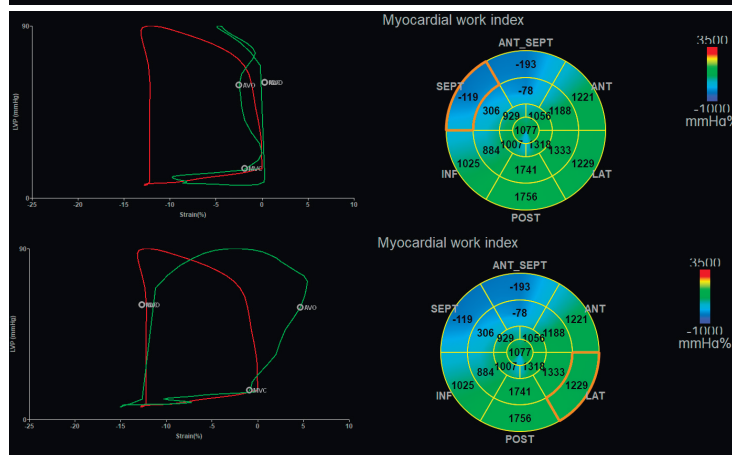 Myocardial work index
90
LVP (mmHg)
AVO
MVC
-25
-20
-15
-10
-5
0
5
10
Strain(%)
ANT_SEPT
-193
SEPT
ANT
-119
-78
1221
306
929
1056
1188
1077
884
1007
1318
1333
1025
1229
INF
LAT
1741
1756
POST
3500
-1000
mmHg%
Myocardial work index
90
LVP (mmHg)
AVO
MVC
-25
-20
-15
-10
-5
0
5
10
Strain(%)
ANT_SEPT
-193
SEPT
ANT
-119
-78
1221
306
929
1056
1188
1077
884
1007
1318
1333
1025
1229
INF
LAT
1741
1756
POST
3500
-1000
mmHg%